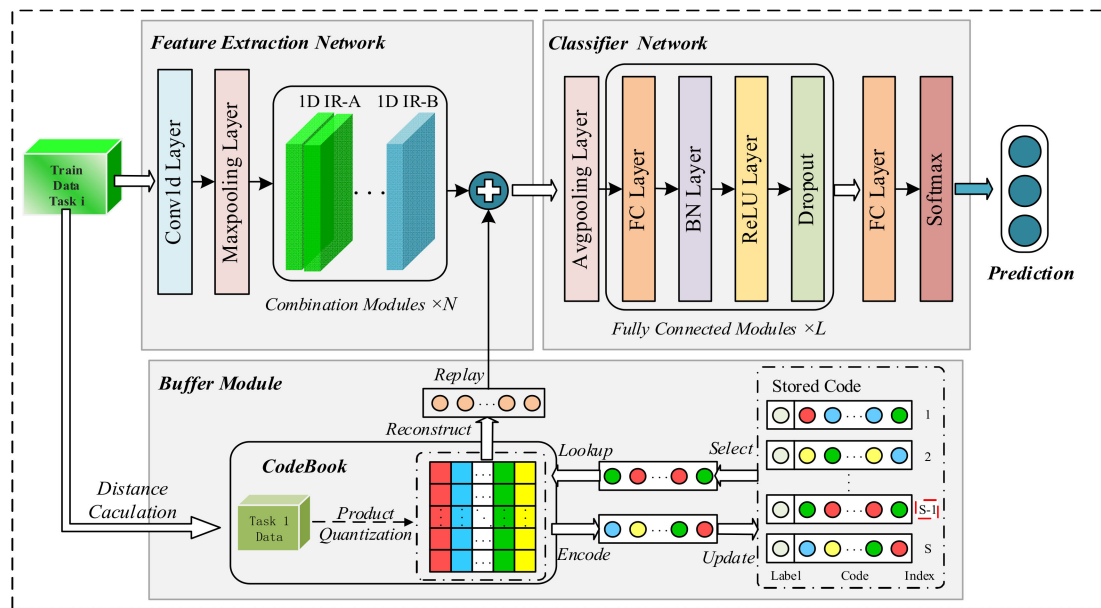 Feature Extraction Network
Classifier Network
Train
Data
Task i
Conv1d Layer
Maxpooling Layer
1D IR-A
1D IR-B
...
Combination Modules ×N
Avgpooling Layer
FC Layer
BN Layer
ReLU Layer
Dropout
Fully Connected Modules ×L
FC Layer
Softmax
Prediction
Buffer Module
Replay
Reconstruct
CodeBook
Distance
Caculation
Task 1
Data
Product
Quantization
Lookup
Select
Encode
Update
Stored Code
1
2
S-1
S
Label Code Index